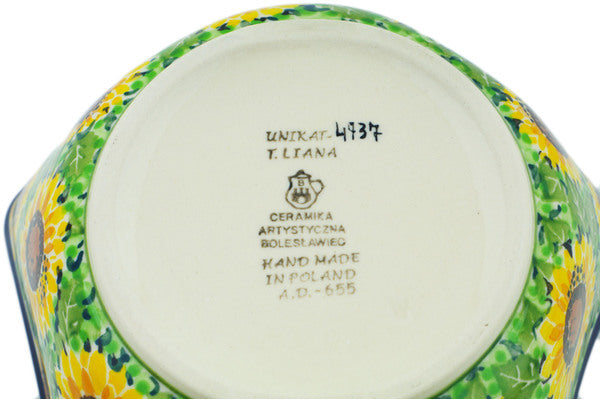 UNIKAT-4737
T. LIANA
B
CERAMIKA
ARTYSTYCZNA
BOLESŁAWIEC
HAND MADE
IN POLAND
A.D.-655